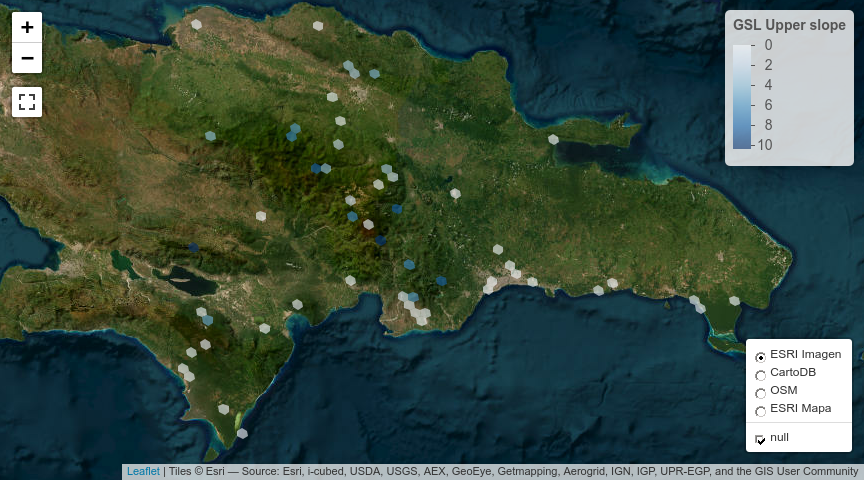 +
−
GSL Upper slope
0
2
4
6
8
10
ESRI Imagen
CartoDB
OSM
ESRI Mapa
null
Leaflet | Tiles © Esri — Source: Esri, i-cubed, USDA, USGS, AEX, GeoEye, Getmapping, Aerogrid, IGN, IGP, UPR-EGP, and the GIS User Community